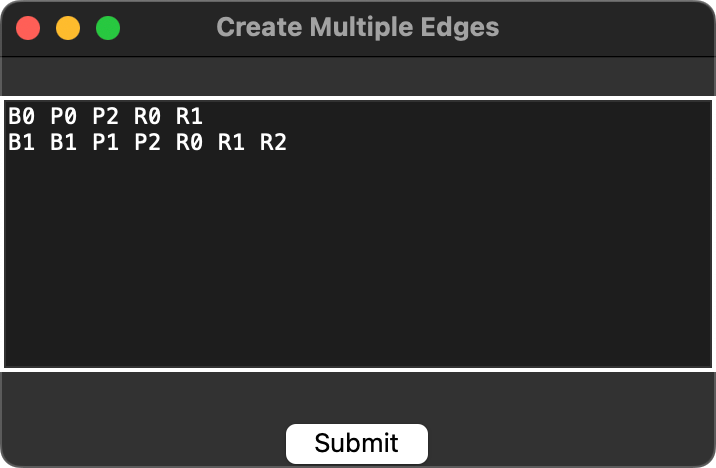 Create Multiple Edges
B0 P0 P2 R0 R1
B1 B1 P1 P2 R0 R1 R2
Submit